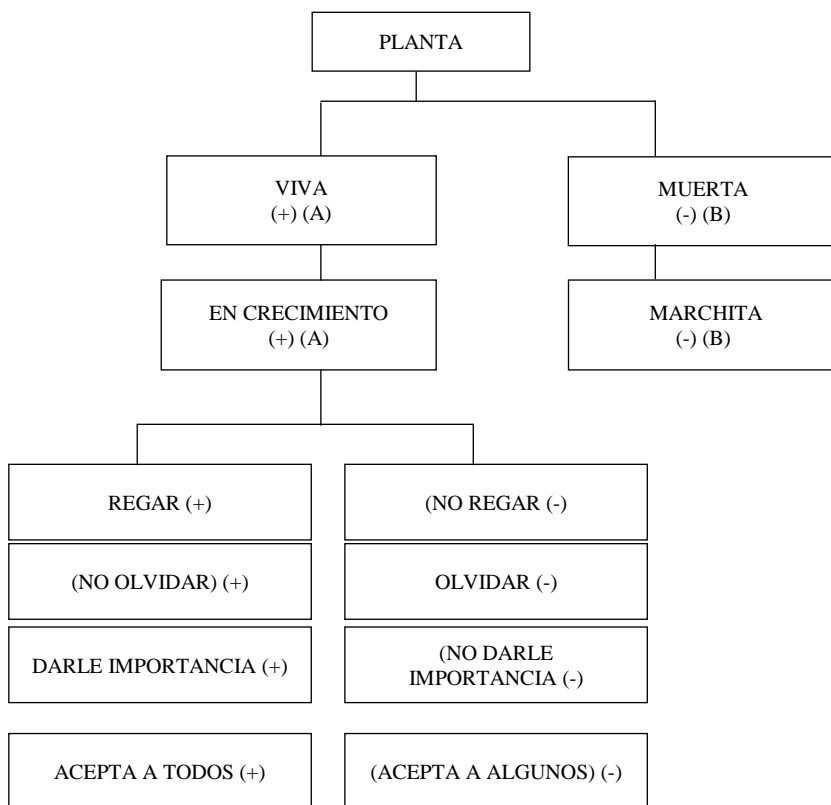 PLANTA
VIVA
(+) (A)
MUERTA
(-) (B)
EN CRECIMIENTO
(+) (A)
MARCHITA
(-) (B)
REGAR (+)
(NO REGAR (-)
(NO OLVIDAR) (+)
OLVIDAR (-)
DARLE IMPORTANCIA (+)
(NO DARLE
IMPORTANCIA (-)
ACEPTA A TODOS (+)
(ACEPTA A ALGUNOS) (-)